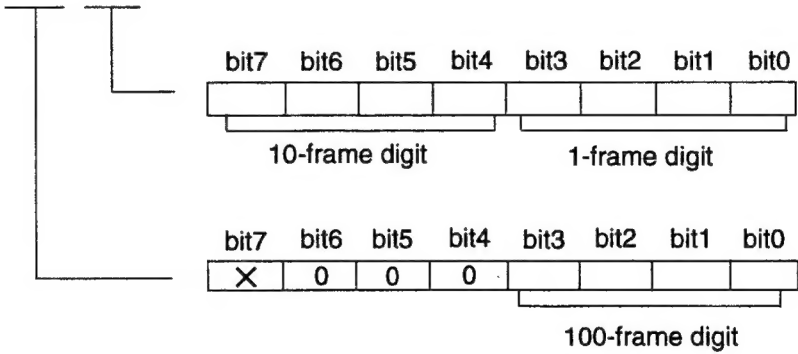 bit7 bit6 bit5 bit4 bit3 bit2 bit1 bit0
10-frame digit 1-frame digit
bit7 bit6 bit5 bit4 bit3 bit2 bit1 bit0
X 0 0 0
100-frame digit